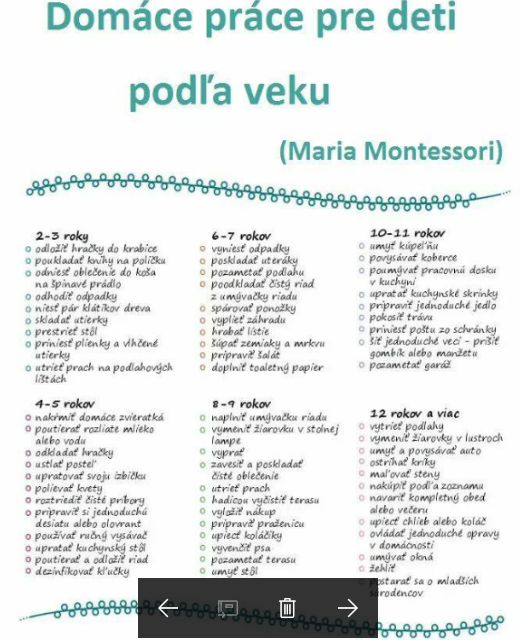 Domáce práce pre deti
podľa veku
(Maria Montessori)
2-3 roky
odložiť hračky do krabice
poukladať knihy na poličku
odniesť oblečenie do koša
na špinavé prádlo
odhodiť odpadky
niesť pár klátikov dreva
skladať utierky
prestrieť stôl
priniesť plienky a vlhčené
utierky
utrieť prach na podlahových
lištách
4-5 rokov
nakŕmiť domáce zvieratká
poutierať rozliate mlieko
alebo vodu
odkladať hračky
ustlať posteľ
upratovať svoju izbičku
polievať kvety
roztriediť čisté príbory
pripraviť si jednoduchú
desiatu alebo olovrant
používať ručný vysávač
upratať kuchynský stôl
poutierať a odložiť riad
dezinfikovať kľučky
6-7 rokov
vyniesť odpadky
poskladať uteráky
pozametať podlahu
poodkladať čistý riad
z umývačky riadu
spárovať ponožky
vyplieť záhradu
hrabať lístie
šúpať zemiaky a mrkvu
pripraviť šalát
doplniť toaletný papier
8-9 rokov
naplniť umývačku riadu
vymeniť žiarovku v stolnej
lampe
vyprať
zavesiť a poskladať
čisté oblečenie
utrieť prach
hadicou vyčistiť terasu
vyložiť nákup
pripraviť praženicu
upiecť koláčiky
vyvenčiť psa
pozametať terasu
umyť stôl
10-11 rokov
umyť kúpeľňu
povysávať koberce
poumývať pracovnú dosku
v kuchyni
upratať kuchynské skrinky
pripraviť jednoduché jedlo
pokosiť trávu
priniesť poštu zo schránky
šiť jednoduché veci - prišiť
gombík alebo manžetu
pozametať garáž
12 rokov a viac
vytrieť podlahy
vymeniť žiarovky v lustroch
umyť a povysávať auto
ostrihať kríky
maľovať steny
nakúpiť podľa zoznamu
navariť kompletný obed
alebo večeru
upiecť chlieb alebo koláč
ovládať jednoduché opravy
v domácnosti
umývať okná
žehliť
postarať sa o mladších
súrodencov